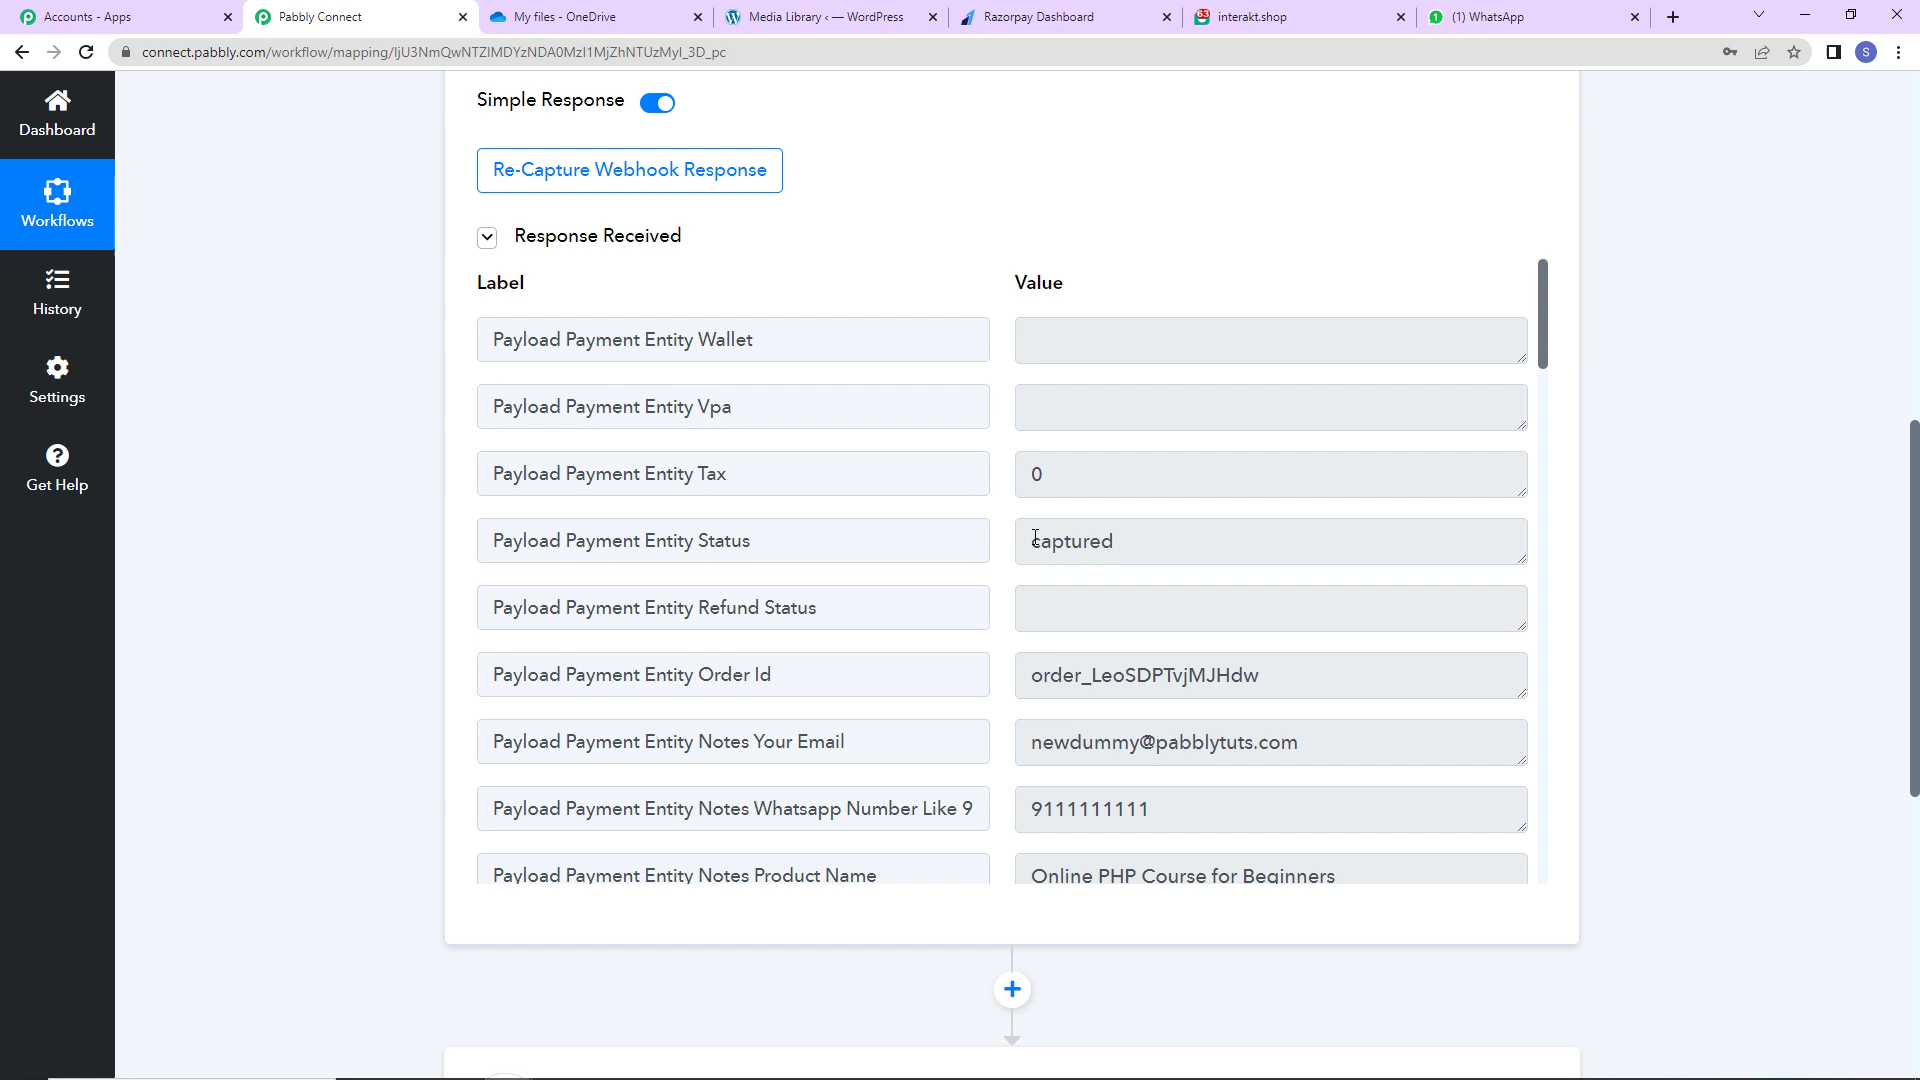 Accounts - Apps
Pabbly Connect
My files - OneDrive
Media Library ‹ — WordPress
63
Razorpay Dashboard
interakt.shop
1
(1) WhatsApp
connect.pabbly.com/workflow/mapping/IjU3NmQwNTZlMDYzNDA0MzI1MjZhNTUzMyI_3D_pc
S
Dashboard
Workflows
History
Settings
Get Help
Simple Response
Re-Capture Webhook Response
Response Received
Label
Value
Payload Payment Entity Wallet
Payload Payment Entity Vpa
Payload Payment Entity Tax
0
Payload Payment Entity Status
captured
Payload Payment Entity Refund Status
Payload Payment Entity Order Id
order_LeoSDPTvjMJHdw
Payload Payment Entity Notes Your Email
newdummy@pabblytuts.com
Payload Payment Entity Notes Whatsapp Number Like 9
9111111111
Payload Payment Entity Notes Product Name
Online PHP Course for Beginners